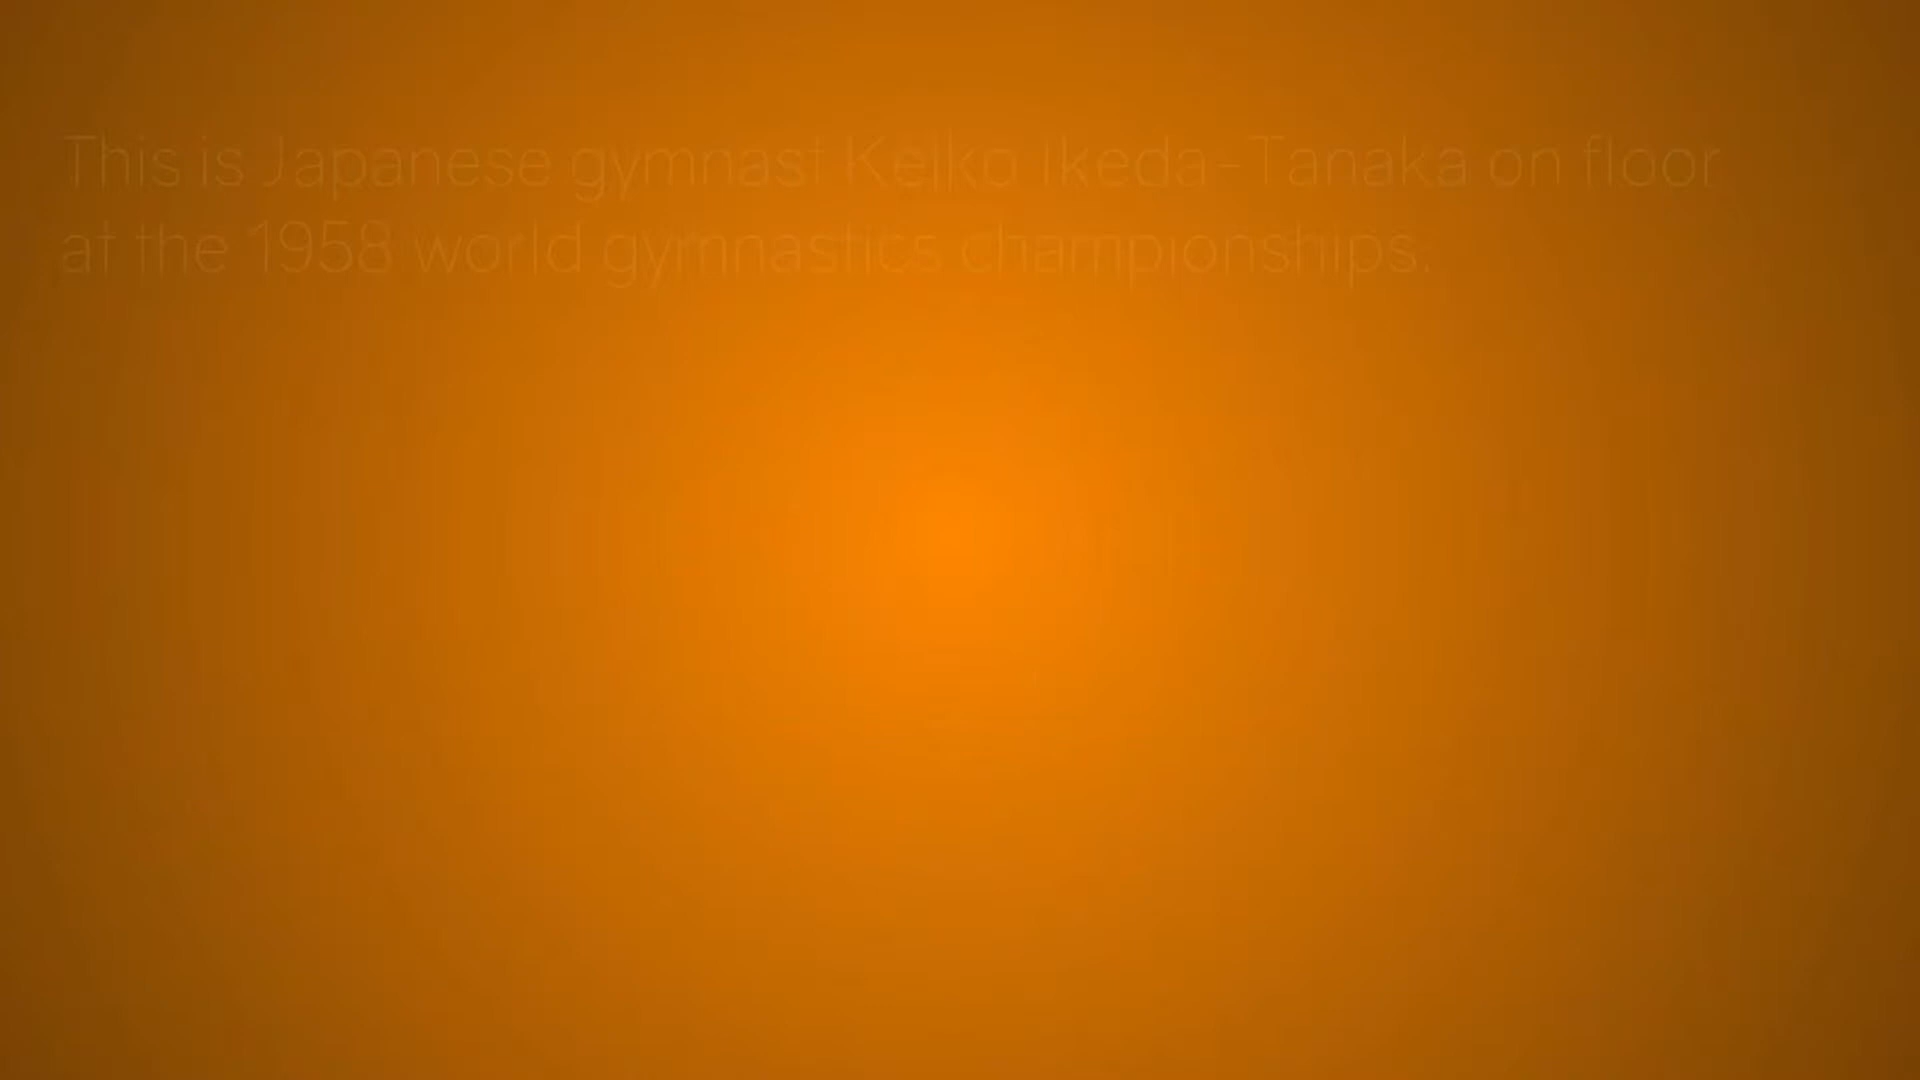 This is Japanese gymnast Keiko Ikeda-Tanaka on floor
at the 1958 world gymnastics championships.